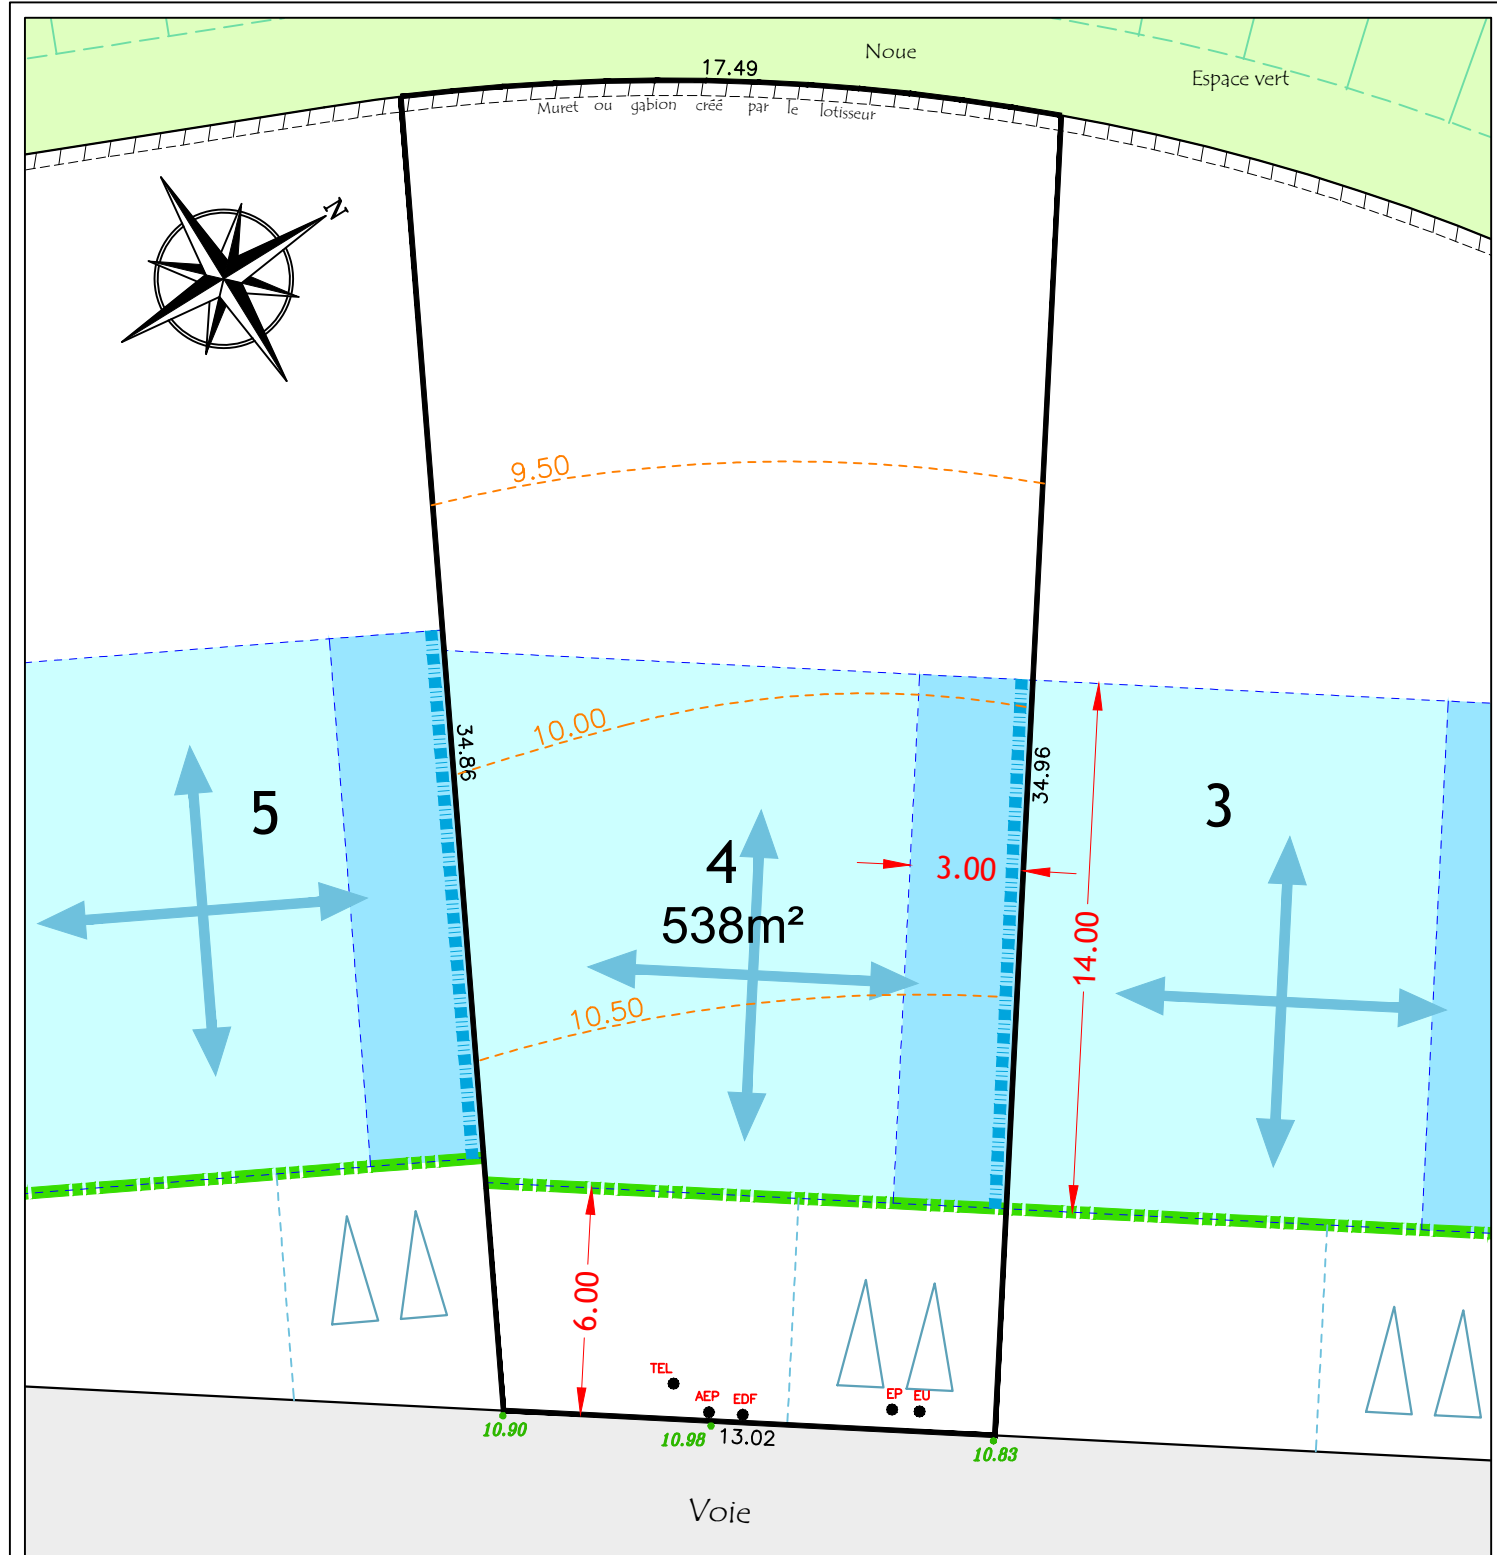 Noue
17.49
Espace vert
Muret ou gabion créé par le lotisseur
N
9.50
10.00
34.86
34.96
5
4
3
538m²
3.00
14.00
10.50
6.00
TEL
AEP
EDF
EP
EU
10.90
10.98
13.02
10.83
Voie